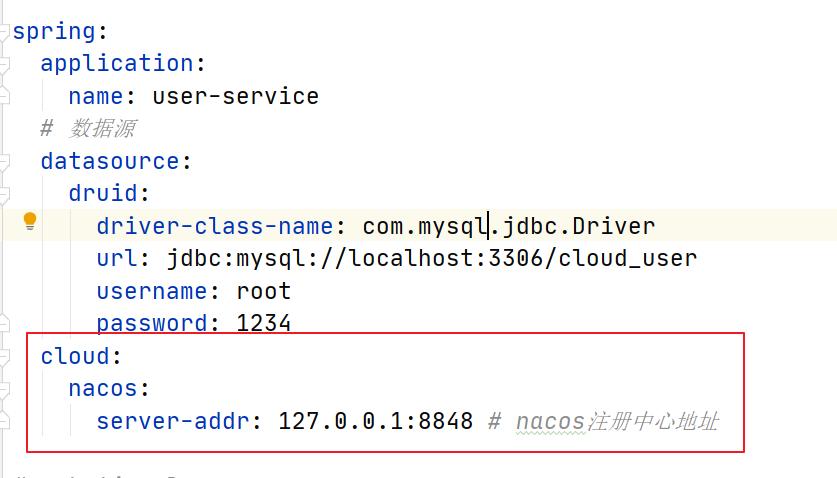 spring:
  application:
    name: user-service
  # 数据源
  datasource:
    druid:
      driver-class-name: com.mysql.jdbc.Driver
      url: jdbc:mysql://localhost:3306/cloud_user
      username: root
      password: 1234
  cloud:
    nacos:
      server-addr: 127.0.0.1:8848 # nacos注册中心地址